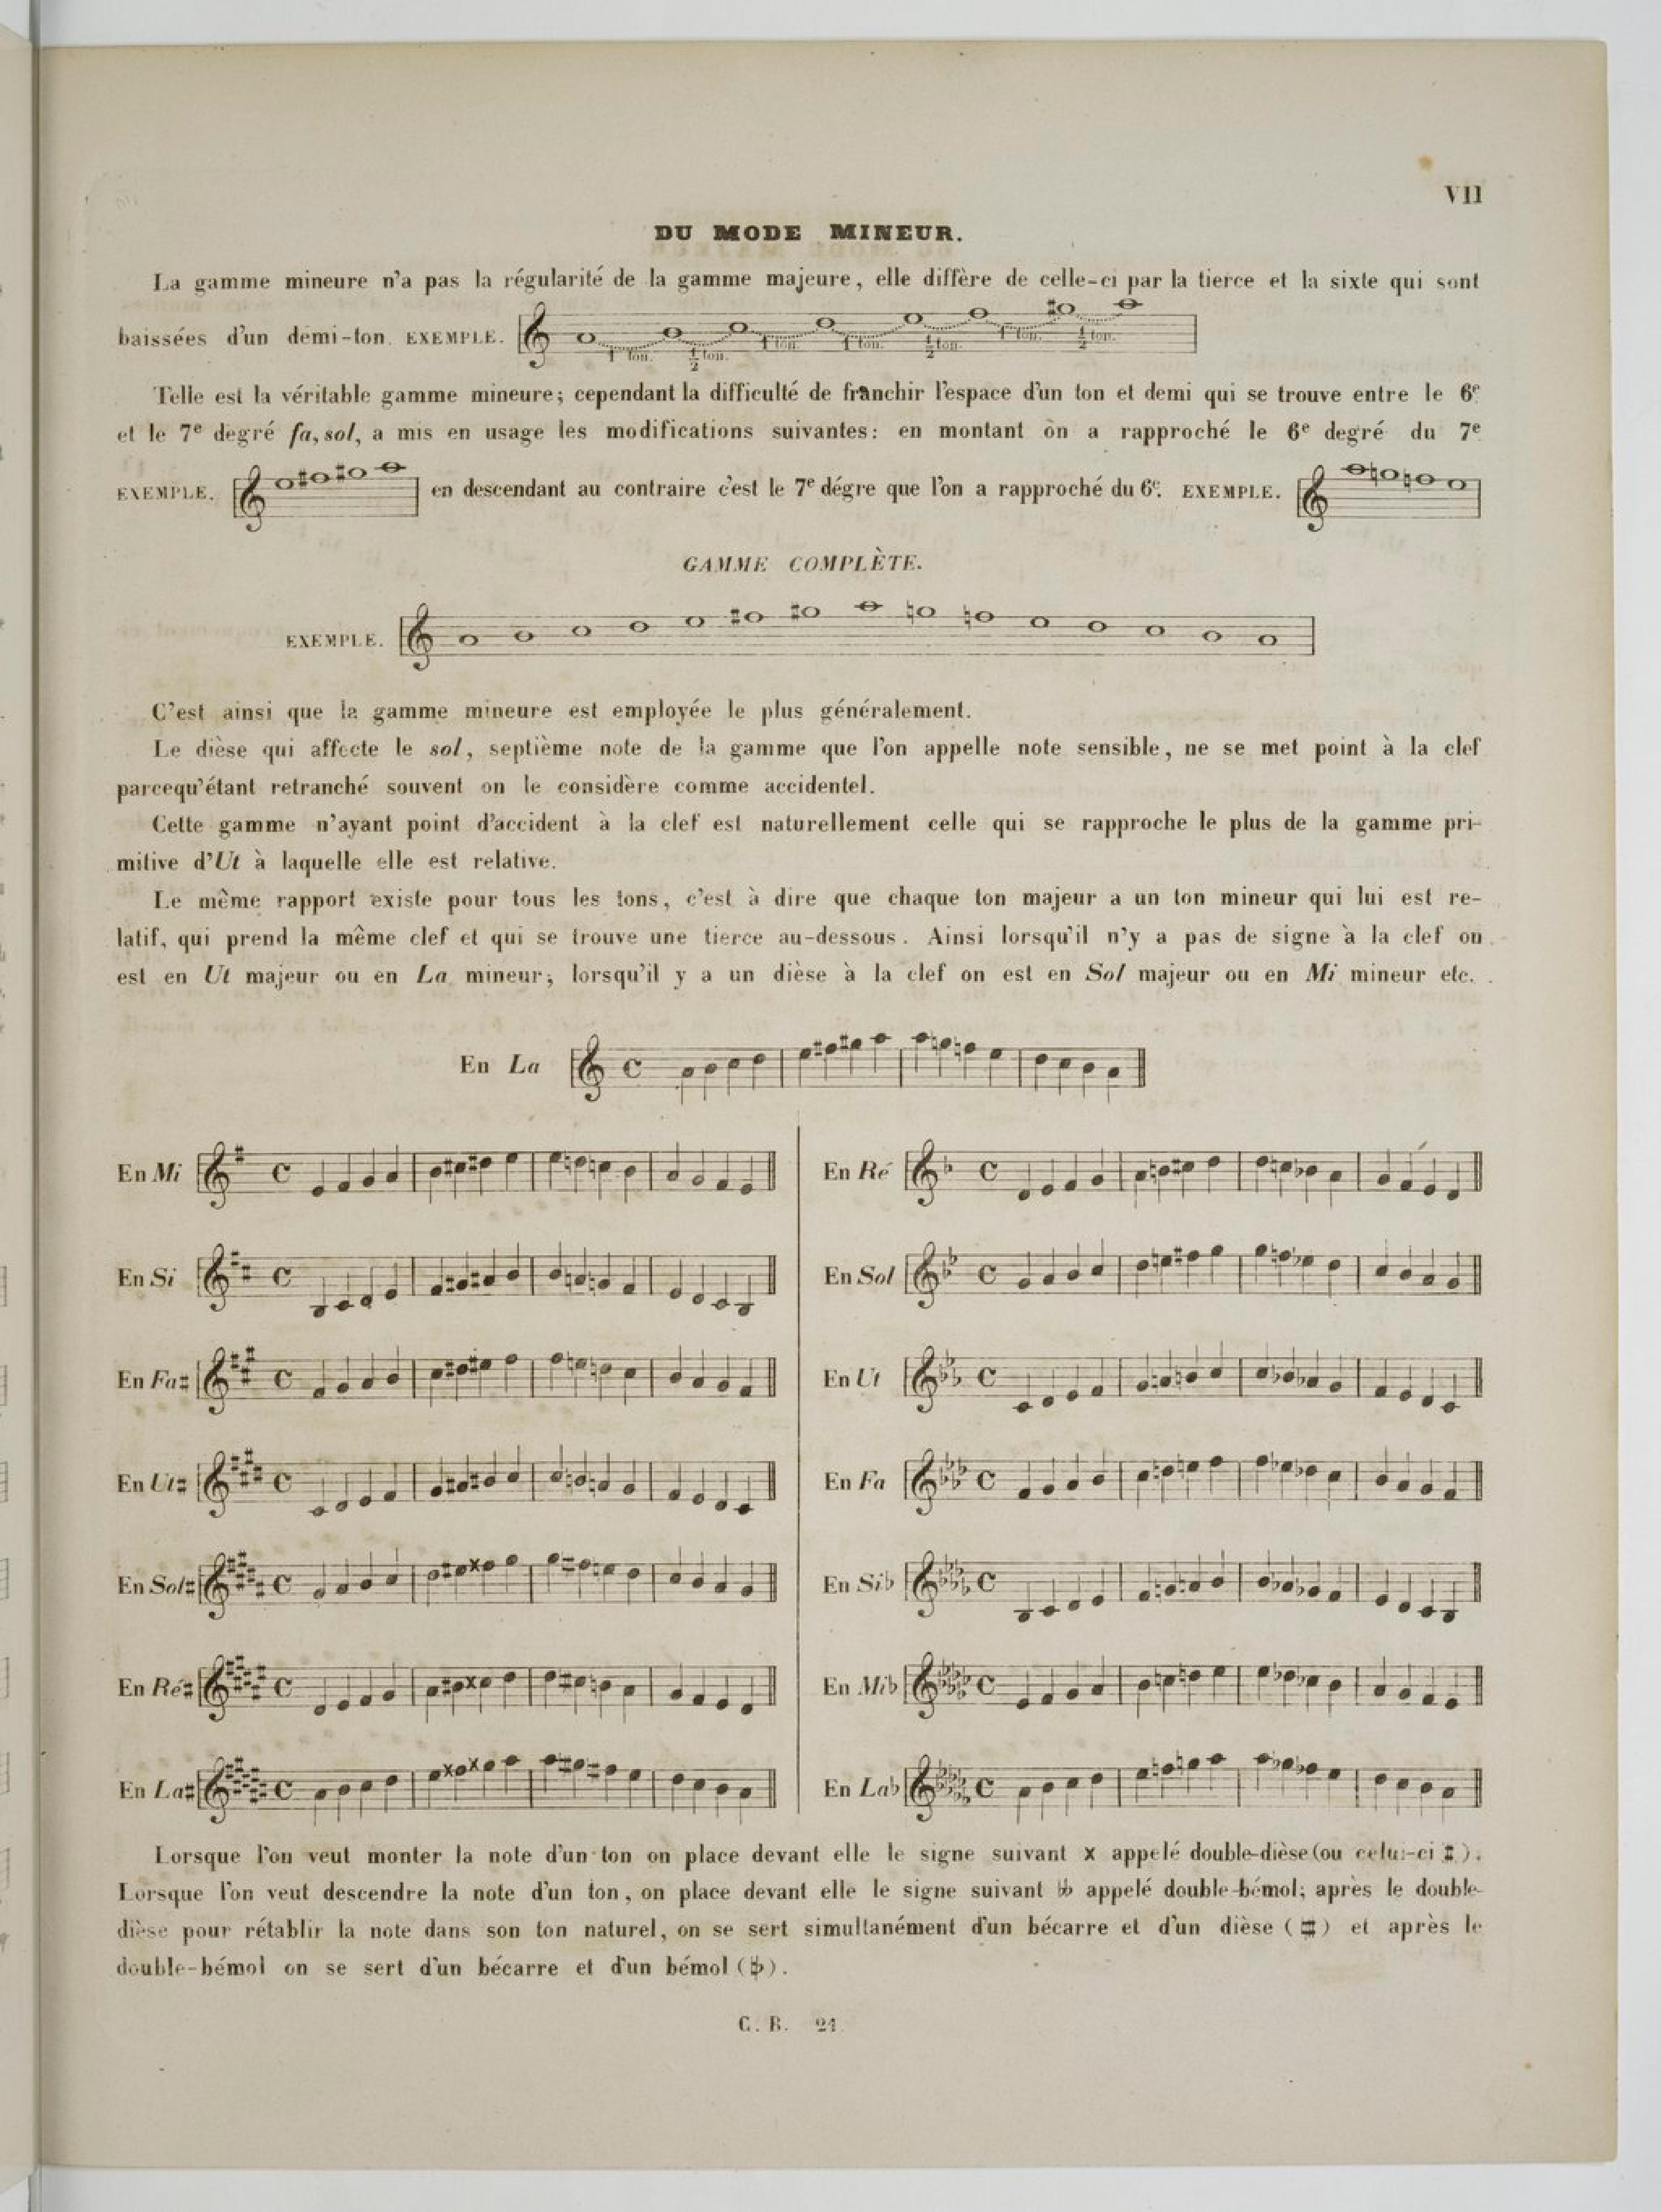 VII
DU MODE MINEUR.
La gamme mineure n'a pas la régularité de la gamme majeure, elle diffère de celle-ci par la tierce et la sixte qui sont
baissées d'un demi-ton. EXEMPLE.
1 ton. 1/2 ton. 1 ton. 1 ton. 1/2 ton. 1 ton. 1/2 ton.
Telle est la véritable gamme mineure; cependant la difficulté de franchir l'espace d'un ton et demi qui se trouve entre le 6e
et le 7e degré fa, sol, a mis en usage les modifications suivantes: en montant on a rapproché le 6e degré du 7e
EXEMPLE. en descendant au contraire c'est le 7e dégre que l'on a rapproché du 6e. EXEMPLE.
GAMME COMPLÈTE.
EXEMPLE.
C'est ainsi que la gamme mineure est employée le plus généralement.
Le dièse qui affecte le sol, septième note de la gamme que l'on appelle note sensible, ne se met point à la clef
parcequ'étant retranché souvent on le considère comme accidentel.
Cette gamme n'ayant point d'accident à la clef est naturellement celle qui se rapproche le plus de la gamme pri-
mitive d'Ut à laquelle elle est relative.
Le même rapport existe pour tous les tons, c'est à dire que chaque ton majeur a un ton mineur qui lui est re-
latif, qui prend la même clef et qui se trouve une tierce au-dessous. Ainsi lorsqu'il n'y a pas de signe à la clef on
est en Ut majeur ou en La mineur; lorsqu'il y a un dièse à la clef on est en Sol majeur ou en Mi mineur etc.
En La
En Mi
En Si
En Fa♯
En Ut♯
En Sol♯
En Ré♯
En La♯
En Ré
En Sol
En Ut
En Fa
En Si♭
En Mi♭
En La♭
Lorsque l'on veut monter la note d'un ton on place devant elle le signe suivant x appelé double-dièse (ou celui-ci ⁠♯).
Lorsque l'on veut descendre la note d'un ton, on place devant elle le signe suivant ♭♭ appelé double-bémol; après le double-
dièse pour rétablir la note dans son ton naturel, on se sert simultanément d'un bécarre et d'un dièse (♮♯) et après le
double-bémol on se sert d'un bécarre et d'un bémol (♮♭).
C. B. 24.